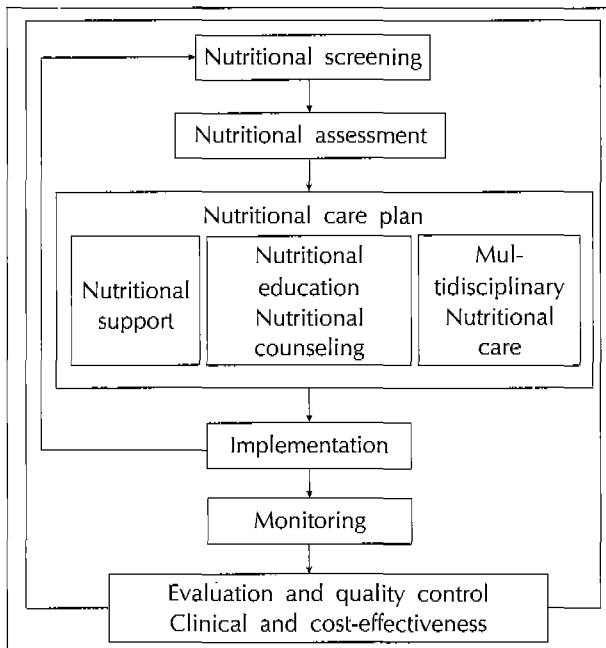 Nutritional screening
Nutritional assessment
Nutritional care plan
Nutritional
support
Nutritional
education
Nutritional
counseling
Mul-
tidisciplinary
Nutritional
care
Implementation
Monitoring
Evaluation and quality control
Clinical and cost-effectiveness